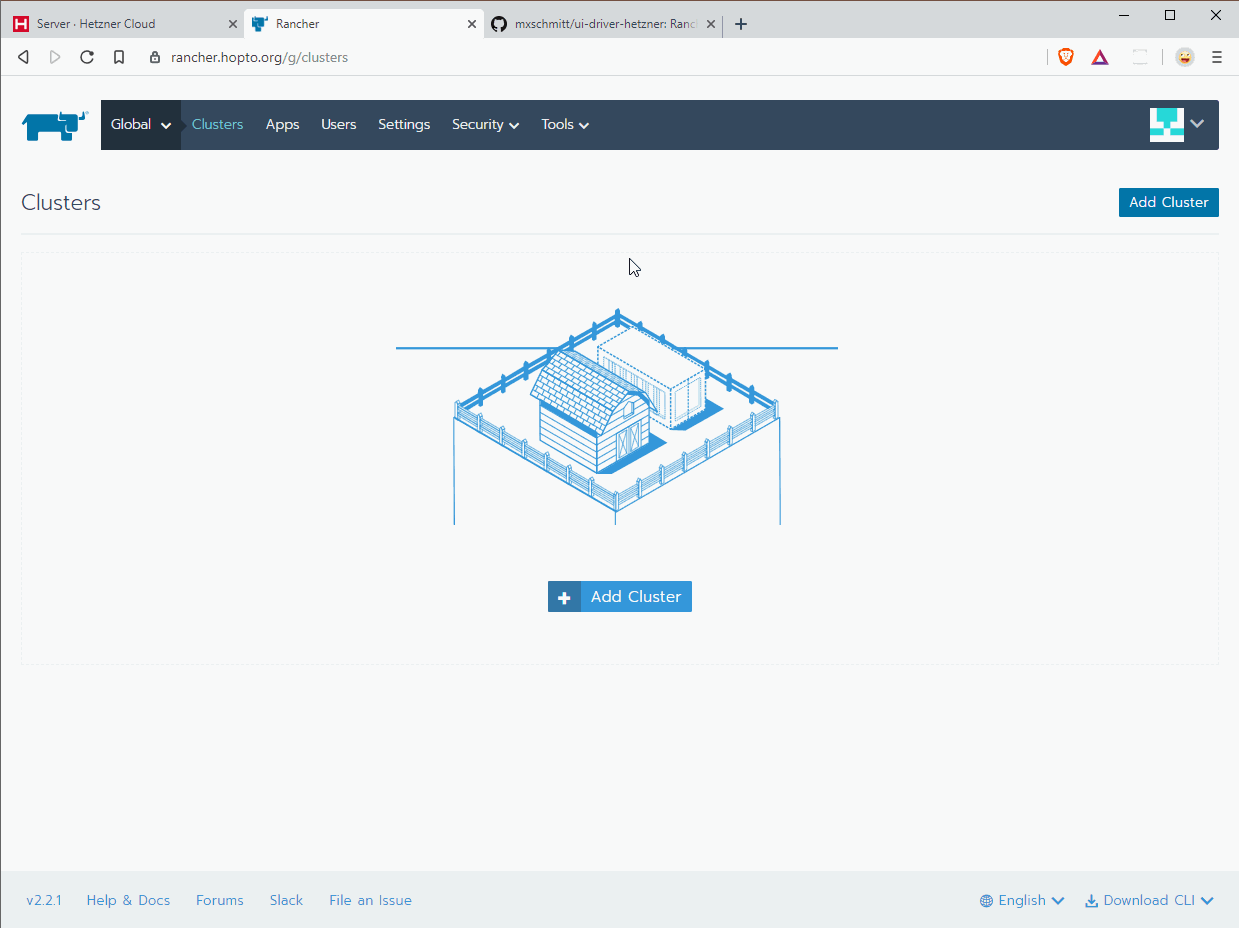 Server · Hetzner Cloud
Rancher
mxschmitt/ui-driver-hetzner: Ranc
rancher.hopto.org/g/clusters
Global Clusters Apps Users Settings Security Tools
Clusters
Add Cluster
Add Cluster
v2.2.1 Help & Docs Forums Slack File an Issue English Download CLI